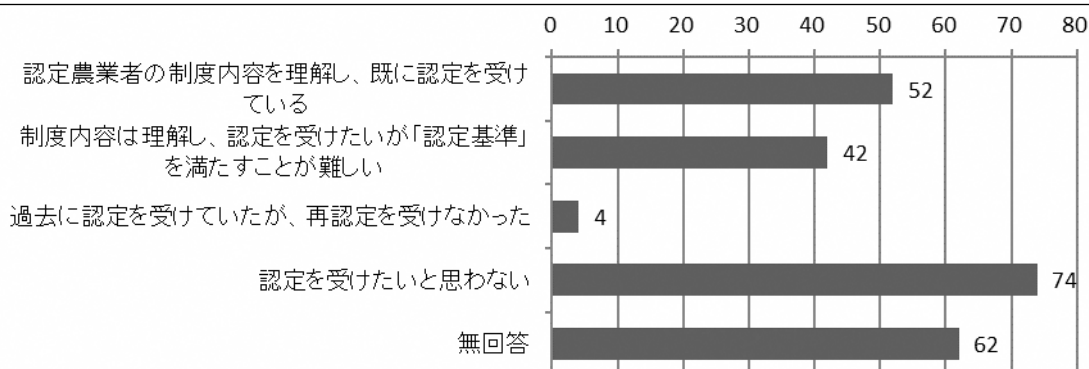 0 10 20 30 40 50 60 70 80
認定農業者の制度内容を理解し、既に認定を受け
ている
52
制度内容は理解し、認定を受けたいが「認定基準」
を満たすことが難しい
42
過去に認定を受けていたが、再認定を受けなかった
4
認定を受けたいと思わない
74
無回答
62